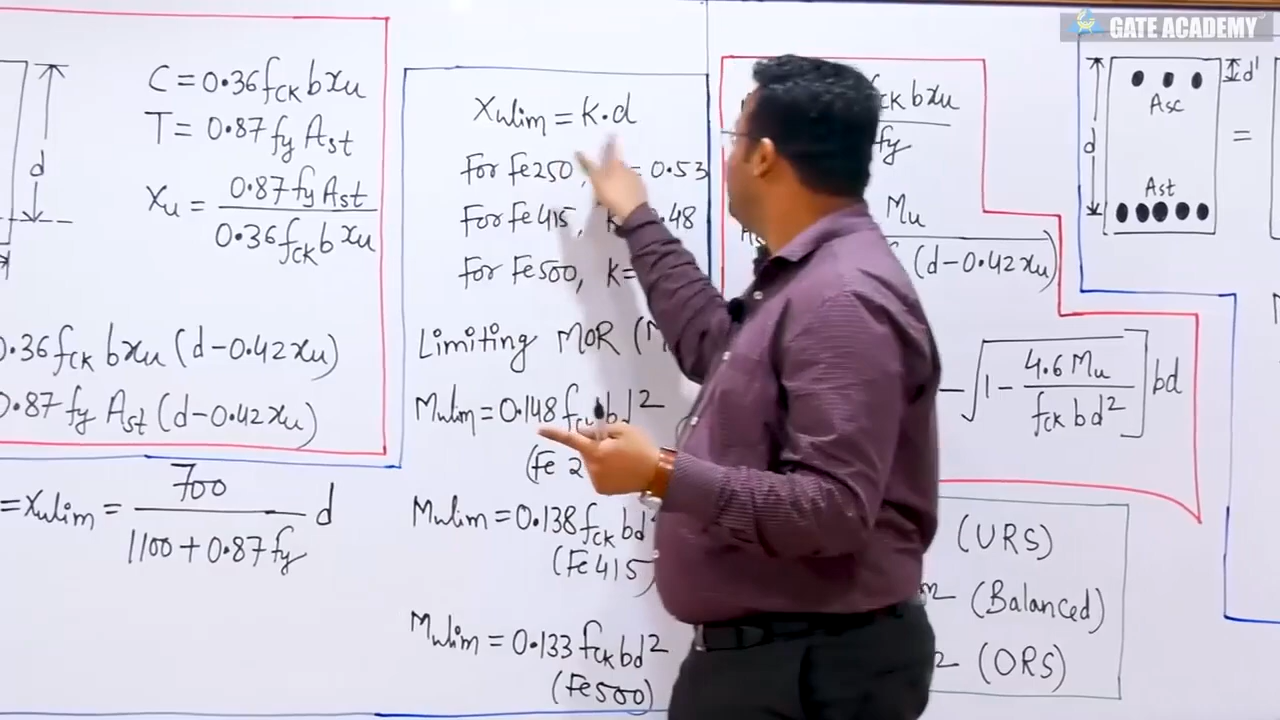 GATE ACADEMY
d
C = 0.36 fck b xu
T = 0.87 fy Ast
xu = 0.87 fy Ast / 0.36 fck b xu
0.36 fck b xu (d - 0.42 xu)
0.87 fy Ast (d - 0.42 xu)
= xulim = 700 / 1100 + 0.87 fy d
xulim = k.d
For Fe250, = 0.53
For Fe415, k 48
For Fe500, k =
Limiting MOR (M
Mulim = 0.148 fck bd²
(Fe 2
Mulim = 0.138 fck bd²
(Fe415)
Mulim = 0.133 fck bd²
(Fe500)
ck b xu
fy
Mu
(d - 0.42 xu)
- √1 - 4.6 Mu / fck bd² ] bd
(URS)
(Balanced)
(ORS)
d'
Asc
d
=
Ast